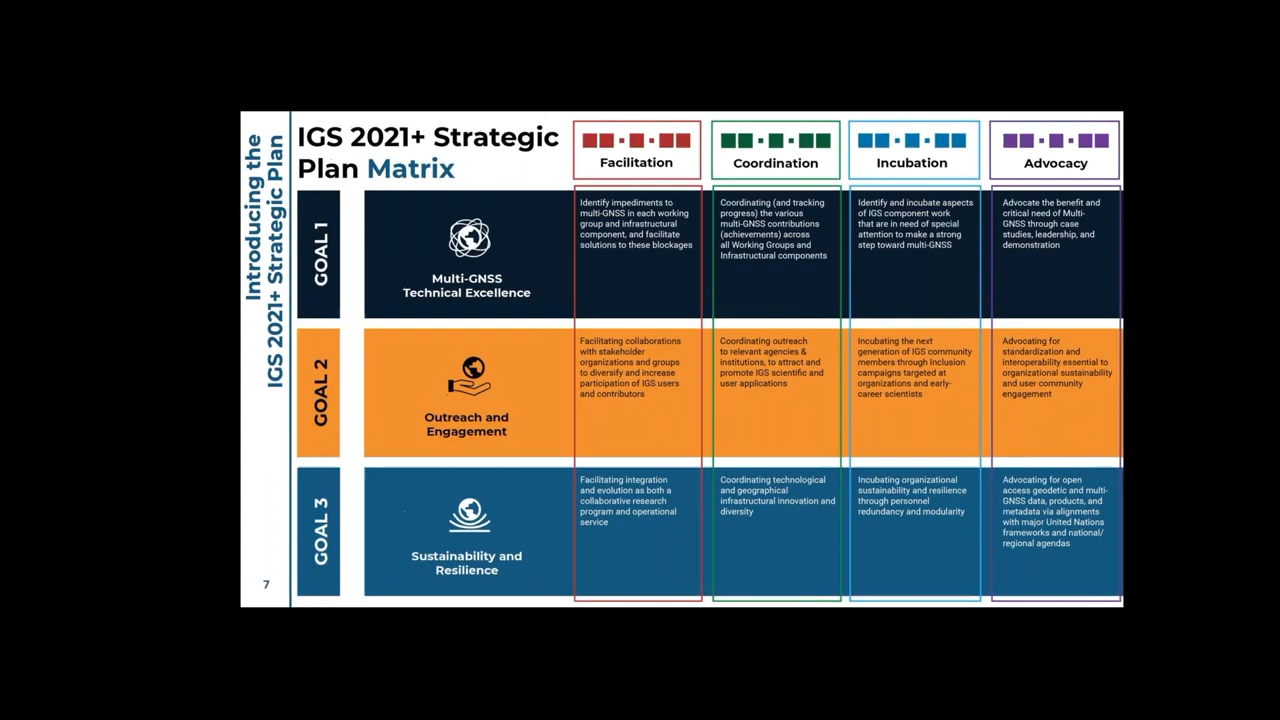 Introducing the
IGS 2021+ Strategic Plan
IGS 2021+ Strategic
Plan Matrix
Facilitation
Coordination
Incubation
Advocacy
GOAL 1
Multi-GNSS
Technical Excellence
Identify impediments to
multi-GNSS in each working
group and infrastructural
component, and facilitate
solutions to these blockages
Coordinating (and tracking
progress) the various
multi-GNSS contributions
(achievements) across
all Working Groups and
Infrastructural components
Identify and incubate aspects
of IGS component work
that are in need of special
attention to make a strong
step toward multi-GNSS
Advocate the benefit and
critical need of Multi-
GNSS through case
studies, leadership, and
demonstration
GOAL 2
Outreach and
Engagement
Facilitating collaborations
with stakeholder
organizations and groups
to diversify and increase
participation of IGS users
and contributors
Coordinating outreach
to relevant agencies &
institutions, to attract and
promote IGS scientific and
user applications
Incubating the next
generation of IGS community
members through Inclusion
campaigns targeted at
organizations and early-
career scientists
Advocating for
standardization and
interoperability essential to
organizational sustainability
and user community
engagement
GOAL 3
Sustainability and
Resilience
Facilitating integration
and evolution as both a
collaborative research
program and operational
service
Coordinating technological
and geographical
infrastructural innovation and
diversity
Incubating organizational
sustainability and resilience
through personnel
redundancy and modularity
Advocating for open
access geodetic and multi-
GNSS data, products, and
metadata via alignments
with major United Nations
frameworks and national/
regional agendas
7